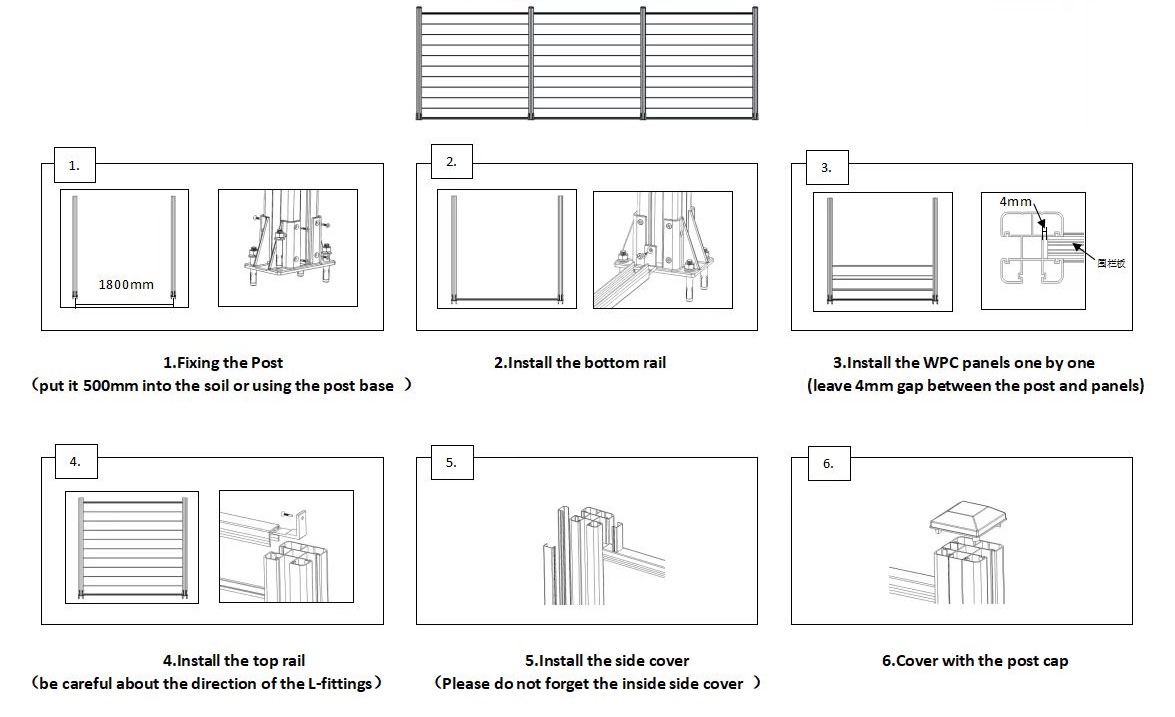 1.
2.
3.
1800mm
4mm
围栏板
1.Fixing the Post
（put it 500mm into the soil or using the post base ）
2.Install the bottom rail
3.Install the WPC panels one by one
(leave 4mm gap between the post and panels)
4.
5.
6.
4.Install the top rail
（be careful about the direction of the L-fittings）
5.Install the side cover
（Please do not forget the inside side cover ）
6.Cover with the post cap